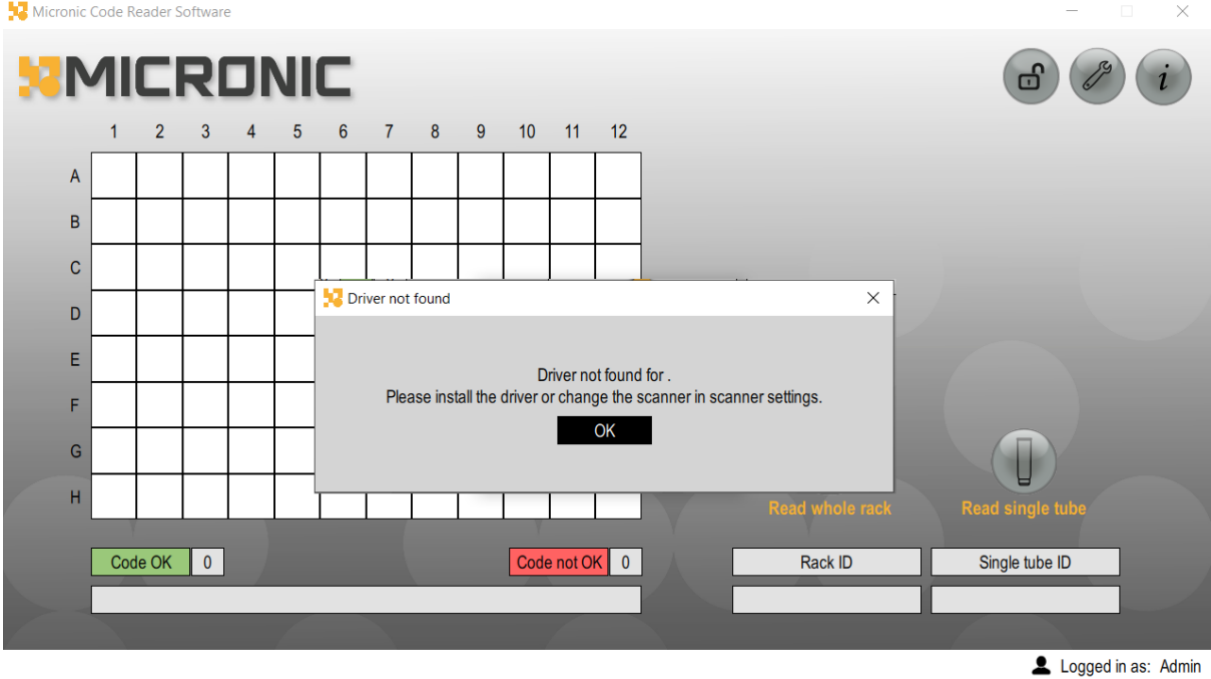 Micronic Code Reader Software
MICRONIC
i
1 2 3 4 5 6 7 8 9 10 11 12
A
B
C
D
E
F
G
H
Driver not found
Driver not found for .
Please install the driver or change the scanner in scanner settings.
OK
Read whole rack Read single tube
Code OK 0 Code not OK 0 Rack ID Single tube ID
Logged in as: Admin